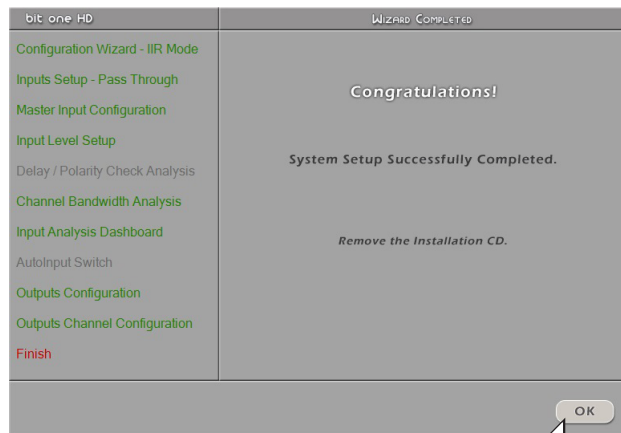 bit one HD
Wizard Completed
Configuration Wizard - IIR Mode
Inputs Setup - Pass Through
Master Input Configuration
Input Level Setup
Delay / Polarity Check Analysis
Channel Bandwidth Analysis
Input Analysis Dashboard
AutoInput Switch
Outputs Configuration
Outputs Channel Configuration
Finish
Congratulations!
System Setup Successfully Completed.
Remove the Installation CD.
OK